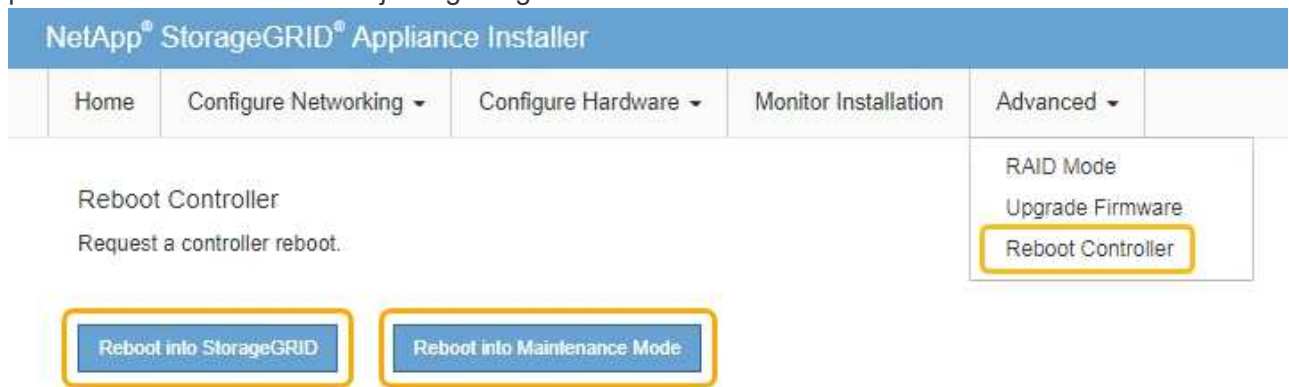 NetApp® StorageGRID® Appliance Installer
Home Configure Networking Configure Hardware Monitor Installation Advanced
RAID Mode
Upgrade Firmware
Reboot Controller
Reboot Controller
Request a controller reboot.
Reboot into StorageGRID Reboot into Maintenance Mode